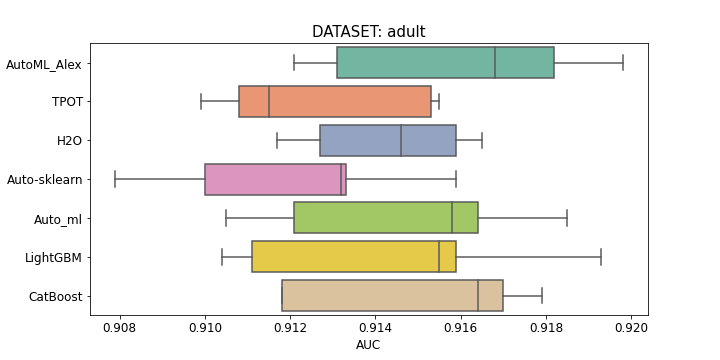 DATASET: adult
AutoML_Alex
TPOT
H2O
Auto-sklearn
Auto_ml
LightGBM
CatBoost
0.908 0.910 0.912 0.914 0.916 0.918 0.920
AUC